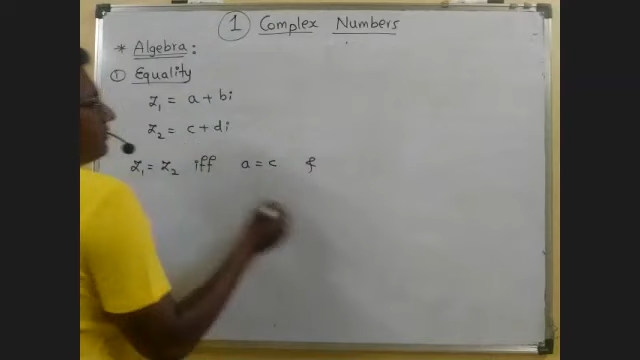 ① Complex Numbers
* Algebra :
① Equality
z₁ = a + bi
z₂ = c + di
z₁ = z₂ iff a = c &